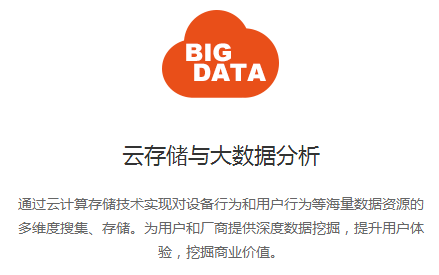 BIG
DATA
云存储与大数据分析
通过云计算存储技术实现对设备行为和用户行为等海量数据资源的
多维度搜集、存储。为用户和厂商提供深度数据挖掘，提升用户体
验，挖掘商业价值。